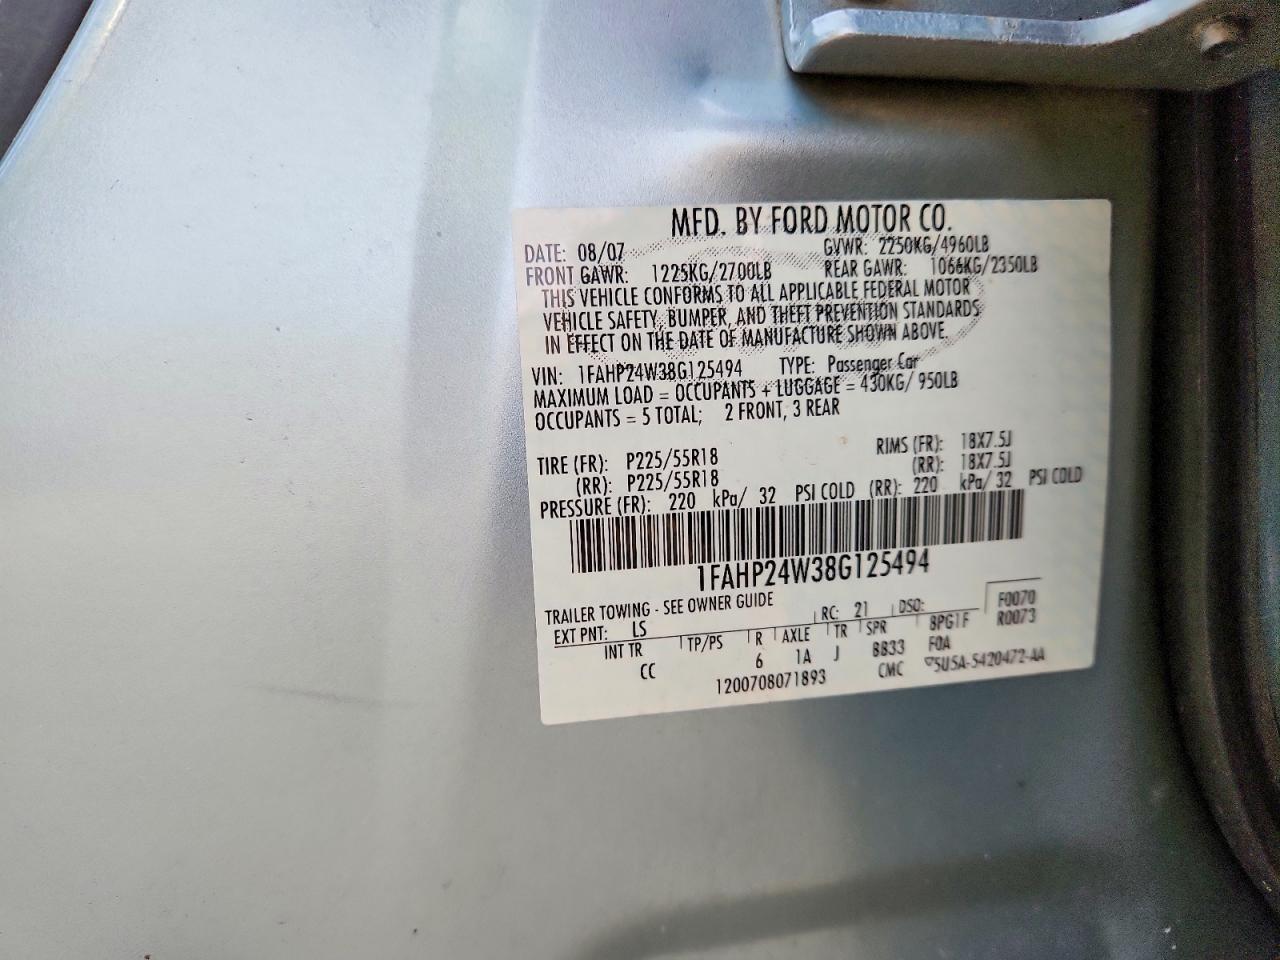 MFD. BY FORD MOTOR CO.
DATE: 08/07 GVWR: 2250KG/4960LB
FRONT GAWR: 1225KG/2700LB REAR GAWR: 1066KG/2350LB
THIS VEHICLE CONFORMS TO ALL APPLICABLE FEDERAL MOTOR
VEHICLE SAFETY, BUMPER, AND THEFT PREVENTION STANDARDS
IN EFFECT ON THE DATE OF MANUFACTURE SHOWN ABOVE.
VIN: 1FAHP24W38G125494 TYPE: Passenger Car
MAXIMUM LOAD = OCCUPANTS + LUGGAGE = 430KG/ 950LB
OCCUPANTS = 5 TOTAL; 2 FRONT, 3 REAR
TIRE (FR): P225/55R18 RIMS (FR): 18X7.5J
(RR): P225/55R18 (RR): 18X7.5J
PRESSURE (FR): 220 kPa/ 32 PSI COLD (RR): 220 kPa/ 32 PSI COLD
1FAHP24W38G125494
TRAILER TOWING - SEE OWNER GUIDE RC: 21 DSO: F0070
EXT PNT: LS R0073
INT TR TP/PS R AXLE TR SPR 8PG1F
CC 6 1A J BB33 FOA
1200708071893 CMC 5U5A-5420472-AA